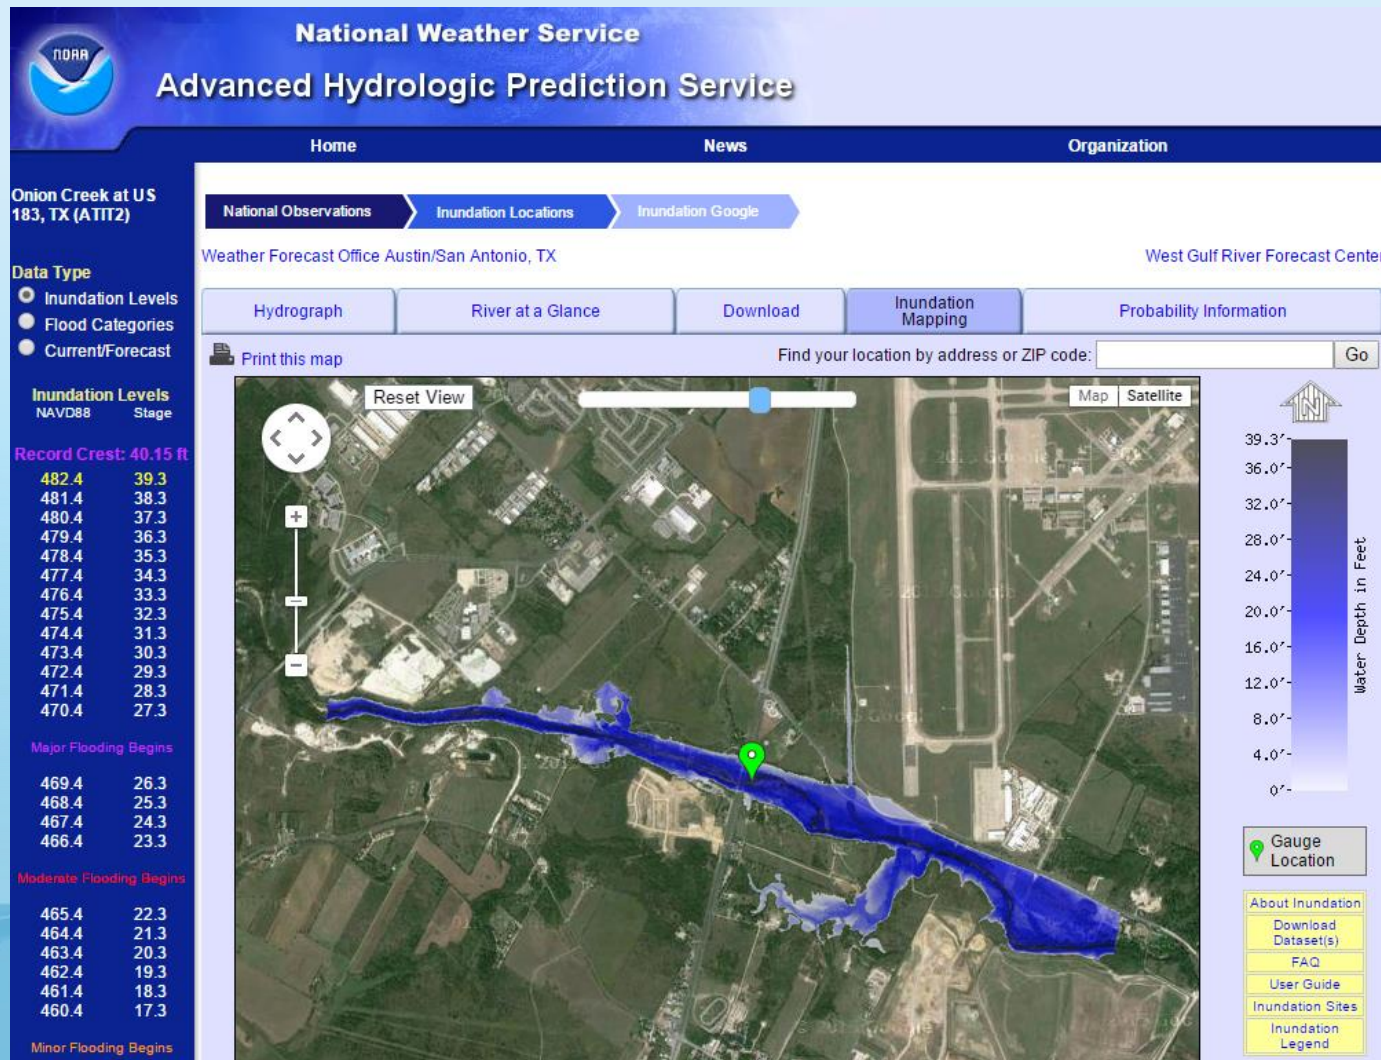 NOAA
National Weather Service
Advanced Hydrologic Prediction Service
Home News Organization
Onion Creek at US
183, TX (ATIT2)
National Observations Inundation Locations Inundation Google
Weather Forecast Office Austin/San Antonio, TX West Gulf River Forecast Center
Data Type
Inundation Levels
Flood Categories
Current/Forecast
Hydrograph
River at a Glance
Download
Inundation
Mapping
Probability Information
Print this map
Find your location by address or ZIP code:
Go
Inundation Levels
NAVD88 Stage
Record Crest: 40.15 ft
482.4 39.3
481.4 38.3
480.4 37.3
479.4 36.3
478.4 35.3
477.4 34.3
476.4 33.3
475.4 32.3
474.4 31.3
473.4 30.3
472.4 29.3
471.4 28.3
470.4 27.3
Major Flooding Begins
469.4 26.3
468.4 25.3
467.4 24.3
466.4 23.3
Moderate Flooding Begins
465.4 22.3
464.4 21.3
463.4 20.3
462.4 19.3
461.4 18.3
460.4 17.3
Minor Flooding Begins
Reset View
Map Satellite
N
39.3'
36.0'
32.0'
28.0'
24.0'
20.0'
16.0'
12.0'
8.0'
4.0'
0'
Water Depth in Feet
Gauge
Location
About Inundation
Download
Dataset(s)
FAQ
User Guide
Inundation Sites
Inundation
Legend